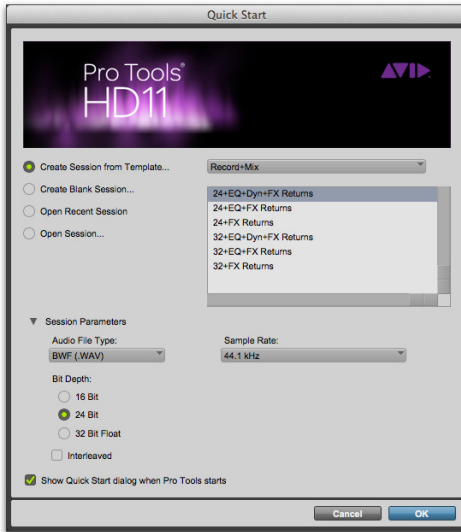 Quick Start
Pro Tools®
HD11
AVID
Create Session from Template...
Record+Mix
Create Blank Session...
Open Recent Session
Open Session...
24+EQ+Dyn+FX Returns
24+EQ+FX Returns
24+FX Returns
32+EQ+Dyn+FX Returns
32+EQ+FX Returns
32+FX Returns
Session Parameters
Audio File Type:
BWF (.WAV)
Sample Rate:
44.1 kHz
Bit Depth:
16 Bit
24 Bit
32 Bit Float
Interleaved
Show Quick Start dialog when Pro Tools starts
Cancel
OK